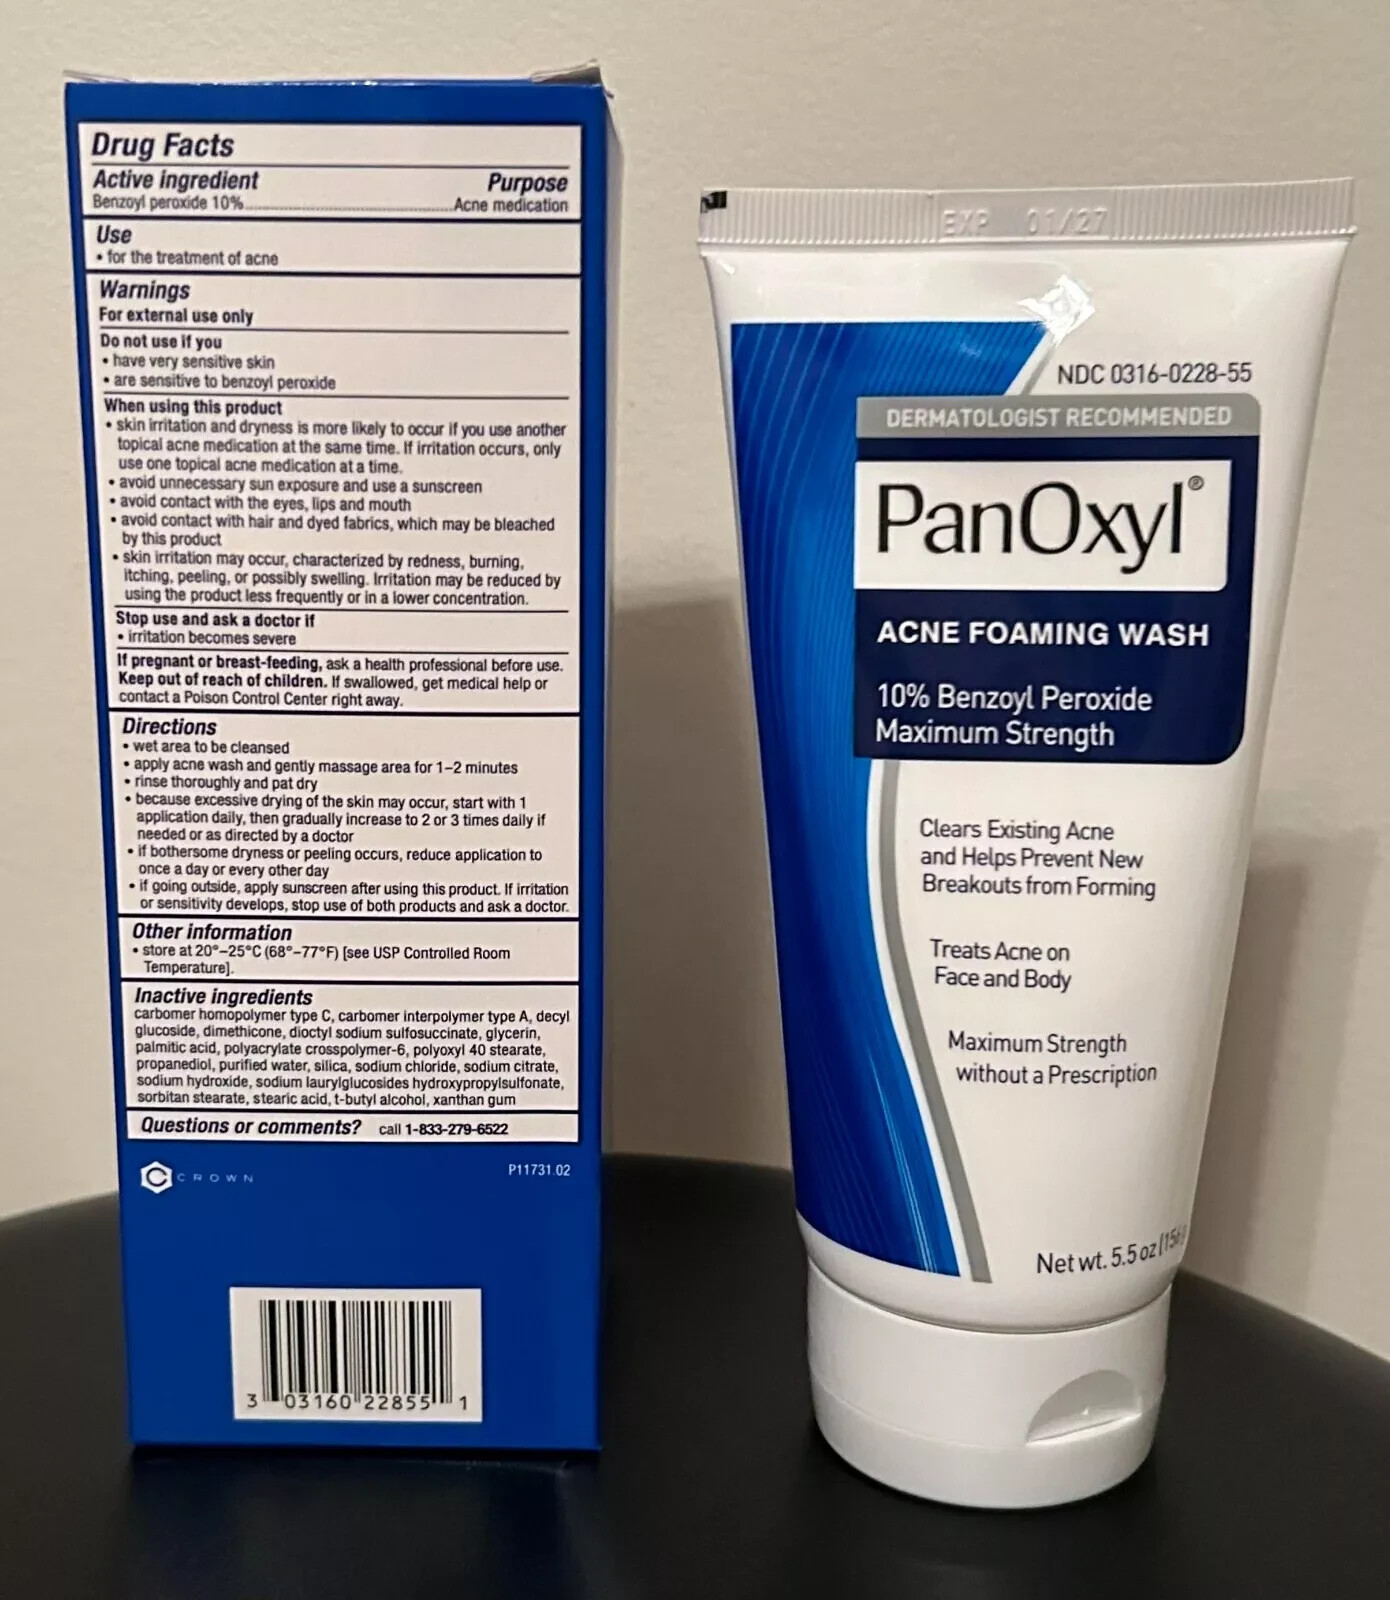 Drug Facts
Active ingredient Purpose
Benzoyl peroxide 10%..........................................Acne medication
Use
• for the treatment of acne
Warnings
For external use only
Do not use if you
• have very sensitive skin
• are sensitive to benzoyl peroxide
When using this product
• skin irritation and dryness is more likely to occur if you use another
topical acne medication at the same time. If irritation occurs, only
use one topical acne medication at a time.
• avoid unnecessary sun exposure and use a sunscreen
• avoid contact with the eyes, lips and mouth
• avoid contact with hair and dyed fabrics, which may be bleached
by this product
• skin irritation may occur, characterized by redness, burning,
itching, peeling, or possibly swelling. Irritation may be reduced by
using the product less frequently or in a lower concentration.
Stop use and ask a doctor if
• irritation becomes severe
If pregnant or breast-feeding, ask a health professional before use.
Keep out of reach of children. If swallowed, get medical help or
contact a Poison Control Center right away.
Directions
• wet area to be cleansed
• apply acne wash and gently massage area for 1–2 minutes
• rinse thoroughly and pat dry
• because excessive drying of the skin may occur, start with 1
application daily, then gradually increase to 2 or 3 times daily if
needed or as directed by a doctor
• if bothersome dryness or peeling occurs, reduce application to
once a day or every other day
• if going outside, apply sunscreen after using this product. If irritation
or sensitivity develops, stop use of both products and ask a doctor.
Other information
• store at 20°–25°C (68°–77°F) [see USP Controlled Room
Temperature].
Inactive ingredients
carbomer homopolymer type C, carbomer interpolymer type A, decyl
glucoside, dimethicone, dioctyl sodium sulfosuccinate, glycerin,
palmitic acid, polyacrylate crosspolymer-6, polyoxyl 40 stearate,
propanediol, purified water, silica, sodium chloride, sodium citrate,
sodium hydroxide, sodium laurylglucosides hydroxypropylsulfonate,
sorbitan stearate, stearic acid, t-butyl alcohol, xanthan gum
Questions or comments? call 1-833-279-6522
CROWN
P11731.02
3 03160 22855 1
EXP 01/27
NDC 0316-0228-55
DERMATOLOGIST RECOMMENDED
PanOxyl®
ACNE FOAMING WASH
10% Benzoyl Peroxide
Maximum Strength
Clears Existing Acne
and Helps Prevent New
Breakouts from Forming
Treats Acne on
Face and Body
Maximum Strength
without a Prescription
Net wt. 5.5 oz (156